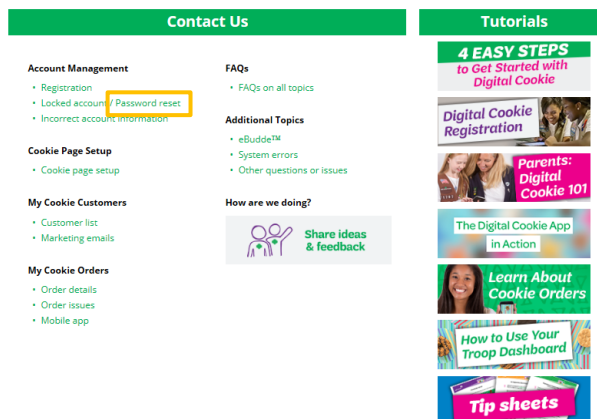 Contact Us
Account Management
• Registration
• Locked account / Password reset
• Incorrect account information
Cookie Page Setup
• Cookie page setup
My Cookie Customers
• Customer list
• Marketing emails
My Cookie Orders
• Order details
• Order issues
• Mobile app
FAQs
• FAQs on all topics
Additional Topics
• eBudde™
• System errors
• Other questions or issues
How are we doing?
Share ideas
& feedback
Tutorials
4 EASY STEPS
to Get Started with
Digital Cookie
Digital Cookie
Registration
Parents:
Digital
Cookie 101
The Digital Cookie App
in Action
Learn About
Cookie Orders
How to Use Your
Troop Dashboard
Tip sheets